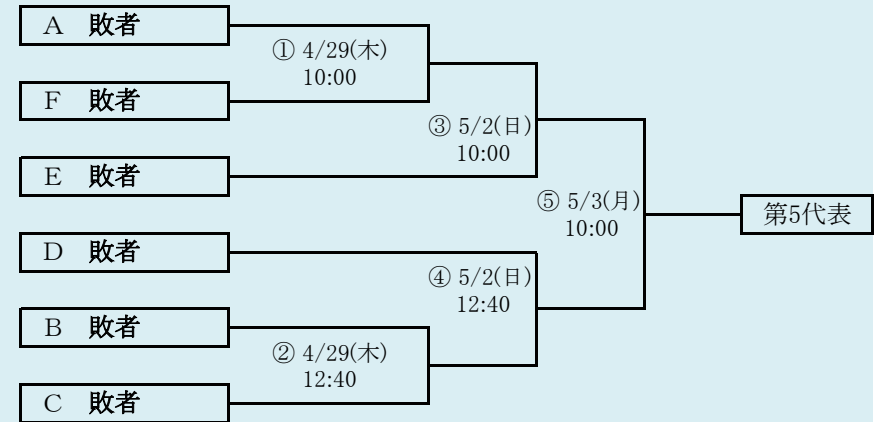 A 敗者
① 4/29(木)
10:00
F 敗者
③ 5/2(日)
10:00
E 敗者
⑤ 5/3(月)
10:00
第5代表
D 敗者
④ 5/2(日)
12:40
B 敗者
② 4/29(木)
12:40
C 敗者